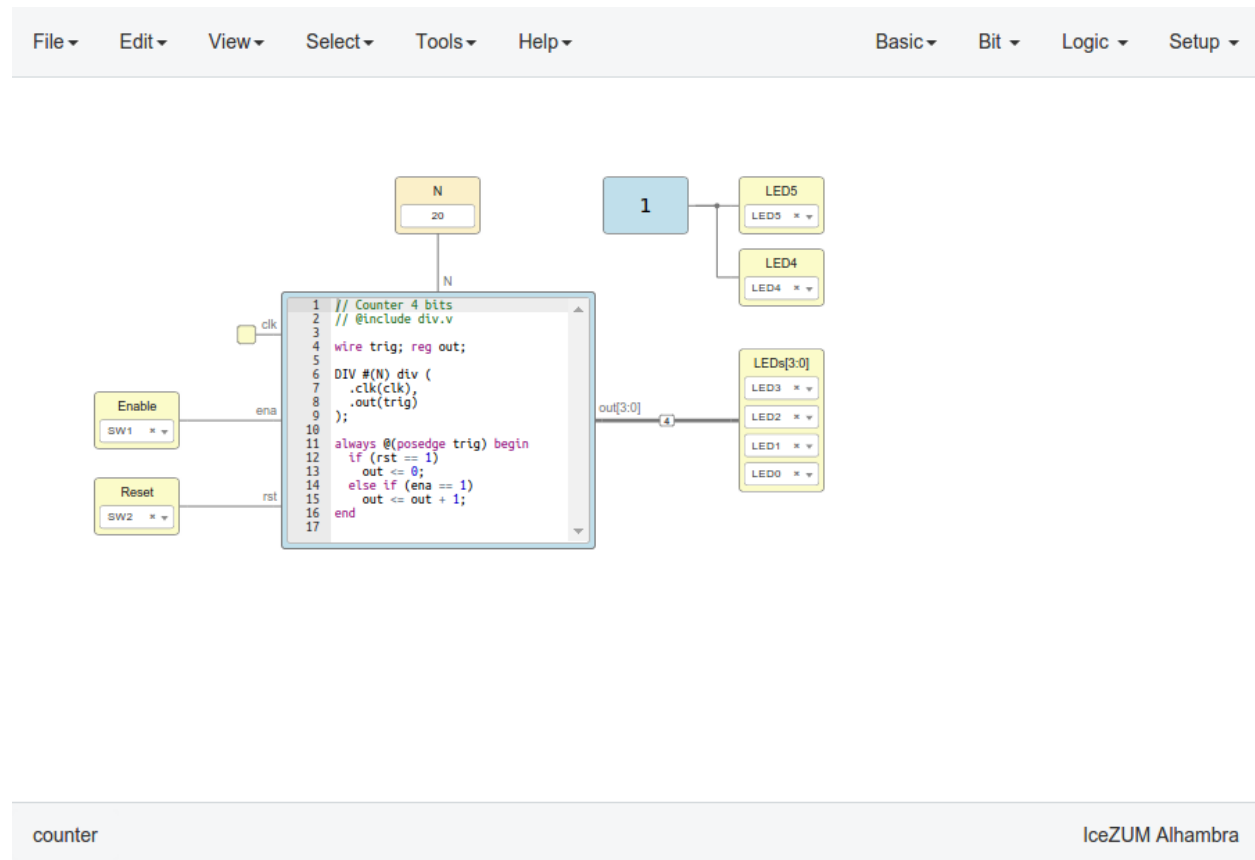 File Edit View Select Tools Help Basic Bit Logic Setup
N
20
N
1
LED5
LED5
LED4
LED4
clk
Enable
SW1
ena
Reset
SW2
rst
1 // Counter 4 bits
2 // @include div.v
3
4 wire trig; reg out;
5
6 DIV #(N) div (
7   .clk(clk),
8   .out(trig)
9 );
10
11 always @(posedge trig) begin
12   if (rst == 1)
13     out <= 0;
14   else if (ena == 1)
15     out <= out + 1;
16 end
17
out[3:0]
4
LEDs[3:0]
LED3
LED2
LED1
LED0
counter
IceZUM Alhambra